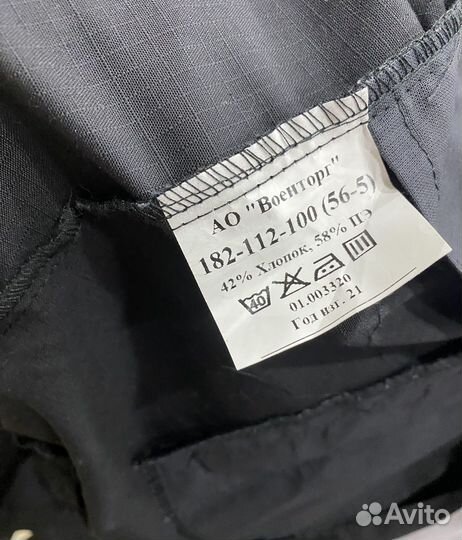 АО "Военторг"
182-112-100 (56-5)
42% Хлопок, 58% ПЭ
40
01.003320
Год изг. 21
Avito